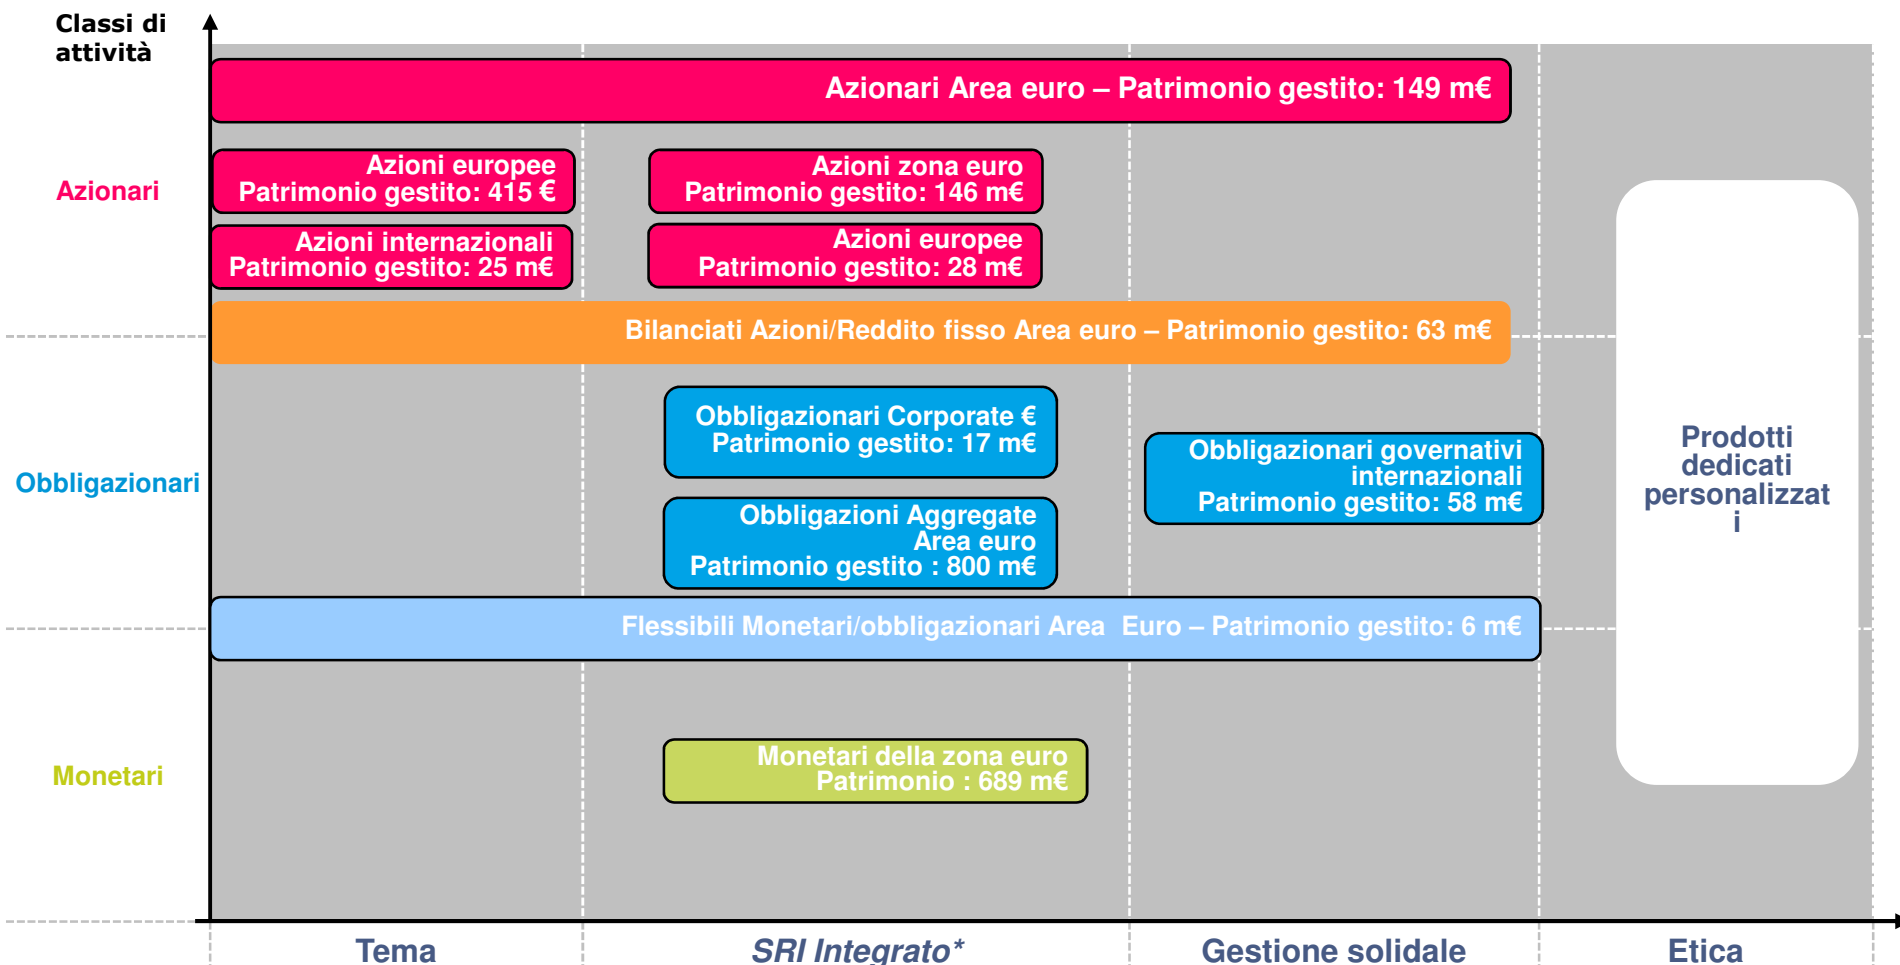 Classi di
attività
Azionari Area euro – Patrimonio gestito: 149 m€
Azionari
Azioni europee
Patrimonio gestito: 415 €
Azioni zona euro
Patrimonio gestito: 146 m€
Azioni internazionali
Patrimonio gestito: 25 m€
Azioni europee
Patrimonio gestito: 28 m€
Bilanciati Azioni/Reddito fisso Area euro – Patrimonio gestito: 63 m€
Obbligazionari
Obbligazionari Corporate €
Patrimonio gestito: 17 m€
Obbligazioni Aggregate
Area euro
Patrimonio gestito : 800 m€
Obbligazionari governativi
internazionali
Patrimonio gestito: 58 m€
Prodotti
dedicati
personalizzat
i
Flessibili Monetari/obbligazionari Area  Euro – Patrimonio gestito: 6 m€
Monetari
Monetari della zona euro
Patrimonio : 689 m€
Tema
SRI Integrato*
Gestione solidale
Etica